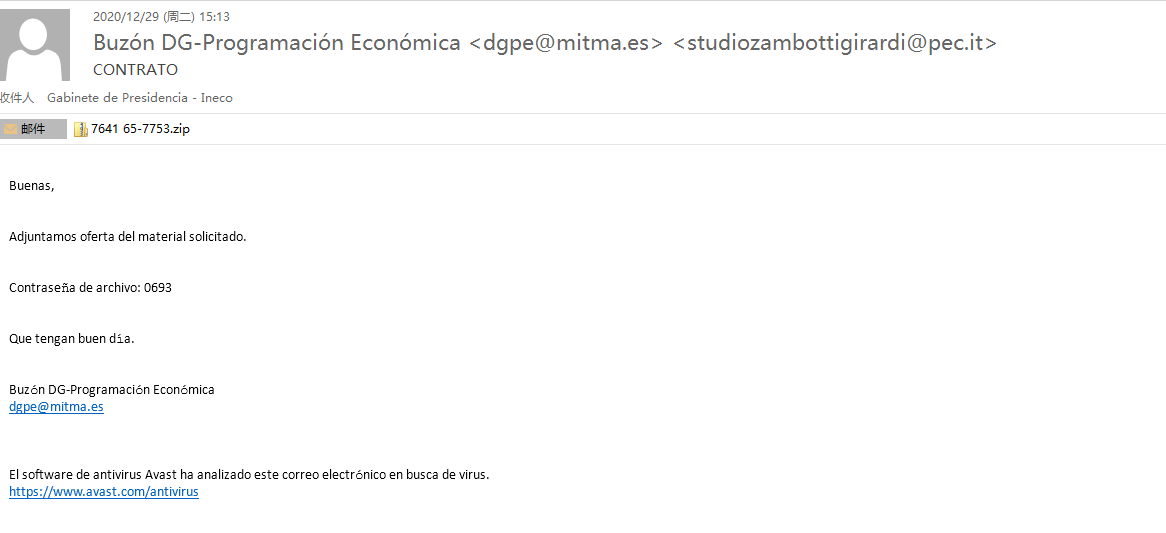 2020/12/29 (周二) 15:13
Buzón DG-Programación Económica <dgpe@mitma.es> <studiozambottigirardi@pec.it>
CONTRATO
收件人 Gabinete de Presidencia - Ineco
邮件 7641 65-7753.zip
Buenas,
Adjuntamos oferta del material solicitado.
Contraseña de archivo: 0693
Que tengan buen día.
Buzón DG-Programación Económica
dgpe@mitma.es
El software de antivirus Avast ha analizado este correo electrónico en busca de virus.
https://www.avast.com/antivirus